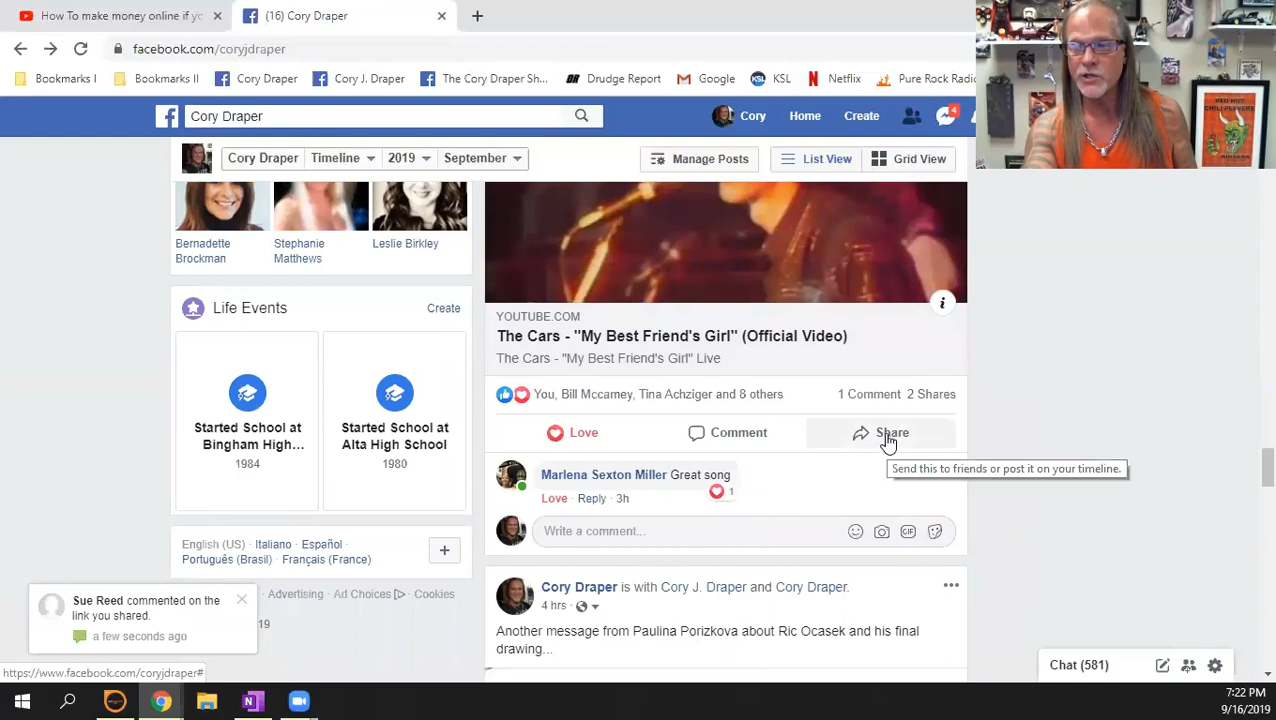 How To make money online if yo
(16) Cory Draper
facebook.com/coryjdraper
Bookmarks I
Bookmarks II
Cory Draper
Cory J. Draper
The Cory Draper Sh...
Drudge Report
Google
KSL
KSL
Netflix
Pure Rock Radio
Cory Draper
Cory
Home
Create
4
Cory Draper
Timeline
2019
September
Manage Posts
List View
Grid View
Bernadette
Brockman
Stephanie
Matthews
Leslie Birkley
Life Events
Create
Started School at
Bingham High...
1984
Started School at
Alta High School
1980
English (US) · Italiano · Español ·
Português (Brasil) · Français (France)
Advertising · Ad Choices · Cookies
19
Sue Reed commented on the
link you shared.
a few seconds ago
https://www.facebook.com/coryjdraper#
YOUTUBE.COM
The Cars - "My Best Friend's Girl" (Official Video)
The Cars - "My Best Friend's Girl" Live
You, Bill Mccamey, Tina Achziger and 8 others
1 Comment 2 Shares
Love
Comment
Share
Send this to friends or post it on your timeline.
Marlena Sexton Miller Great song
1
Love · Reply · 3h
Write a comment...
GIF
Cory Draper is with Cory J. Draper and Cory Draper.
4 hrs ·
Another message from Paulina Porizkova about Ric Ocasek and his final
drawing...
Chat (581)
7:22 PM
9/16/2019
RED HOT
CHILI PEPPERS